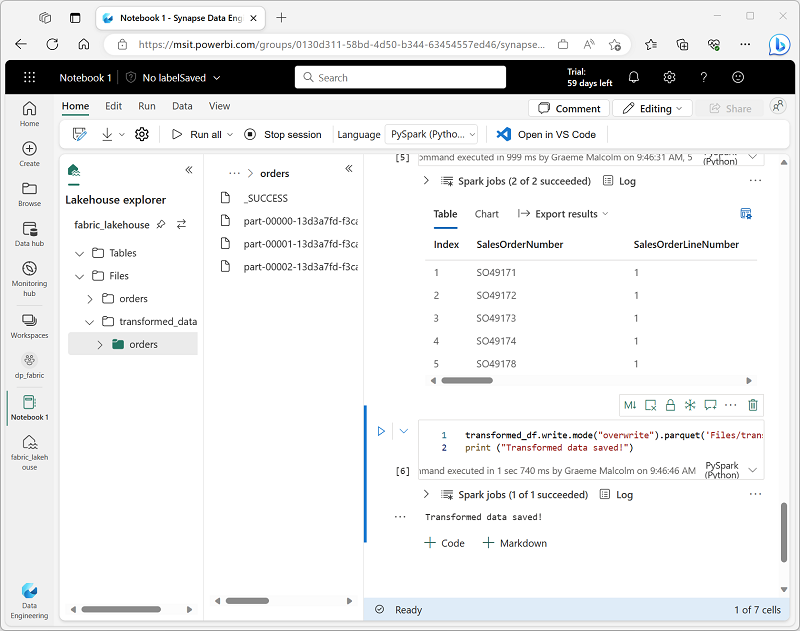 Notebook 1 - Synapse Data Eng
https://msit.powerbi.com/groups/0130d311-58bd-4d50-b344-63454557ed46/synapse...
Notebook 1
No label Saved
Search
Trial:
59 days left
Home
Edit
Run
Data
View
Comment
Editing
Share
Run all
Stop session
Language
PySpark (Pytho...
Open in VS Code
Home
Create
Browse
Data hub
Monitoring
hub
Workspaces
dp_fabric
Notebook 1
fabric_lakeh
ouse
Data
Engineering
Lakehouse explorer
fabric_lakehouse
Tables
Files
orders
transformed_data
orders
... > orders
_SUCCESS
part-00000-13d3a7fd-f3ca
part-00001-13d3a7fd-f3ca
part-00002-13d3a7fd-f3ca
[5]
ommand executed in 999 ms by Graeme Malcolm on 9:46:31 AM, 5
(Python)
Spark jobs (2 of 2 succeeded)
Log
...
Table
Chart
Export results
Index SalesOrderNumber SalesOrderLineNumber
1 SO49171 1
2 SO49172 1
3 SO49173 1
4 SO49174 1
5 SO49178 1
M↓
...
1 transformed_df.write.mode("overwrite").parquet('Files/trans
2 print ("Transformed data saved!")
[6]
mmand executed in 1 sec 740 ms by Graeme Malcolm on 9:46:46 AM
PySpark
(Python)
Spark jobs (1 of 1 succeeded)
Log
...
... Transformed data saved!
+ Code
+ Markdown
Ready
1 of 7 cells